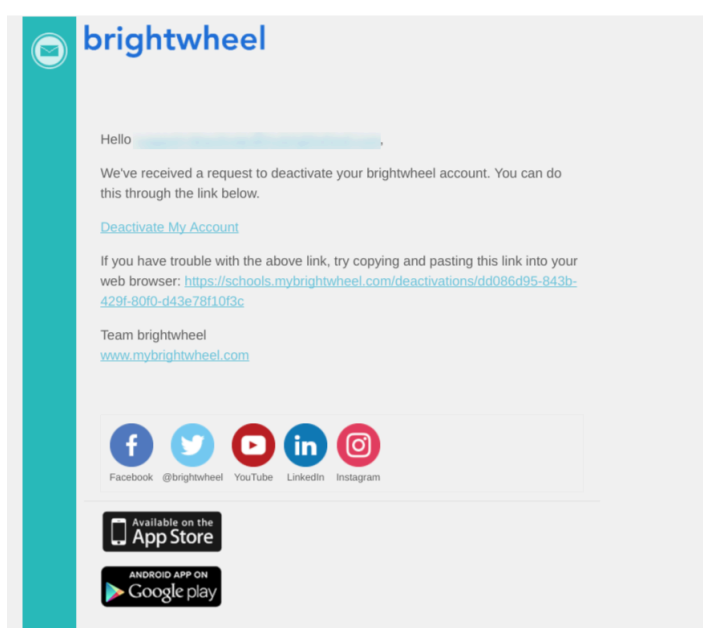 brightwheel
Hello ,
We've received a request to deactivate your brightwheel account. You can do
this through the link below.
Deactivate My Account
If you have trouble with the above link, try copying and pasting this link into your
web browser: https://schools.mybrightwheel.com/deactivations/dd086d95-843b-
429f-80f0-d43e78f10f3c
Team brightwheel
www.mybrightwheel.com
Facebook @brightwheel YouTube LinkedIn Instagram
Available on the
App Store
ANDROID APP ON
Google play